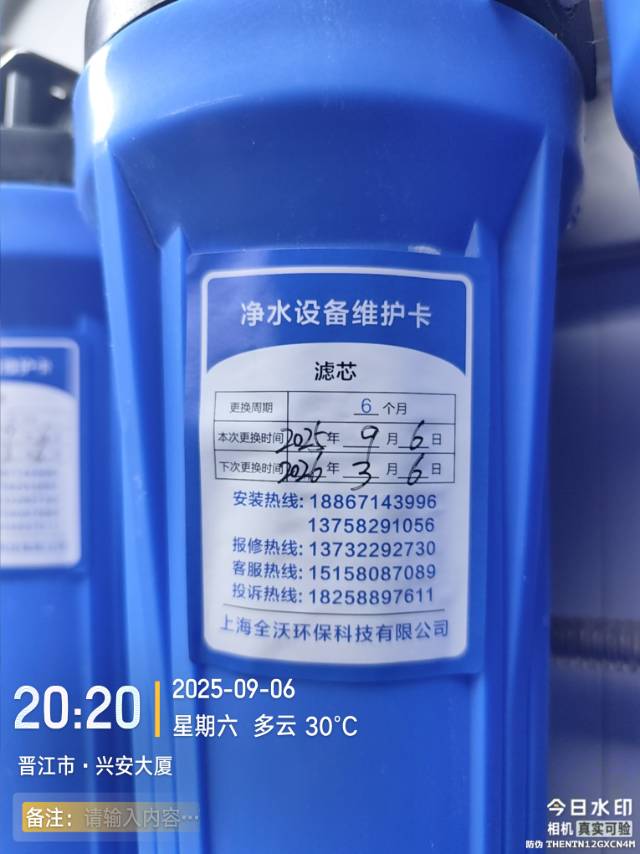 净水设备维护卡
滤芯
更换周期 6 个月
本次更换时间 2025 年 9 月 6 日
下次更换时间 2026 年 3 月 6 日
安装热线: 18867143996
13758291056
报修热线: 13732292730
客服热线: 15158087089
投诉热线: 18258897611
上海全沃环保科技有限公司
20:20
2025-09-06
星期六 多云 30°C
晋江市·兴安大厦
备注: 请输入内容···
今日水印
相机 真实可验
防伪 THENTN12GXCN4M